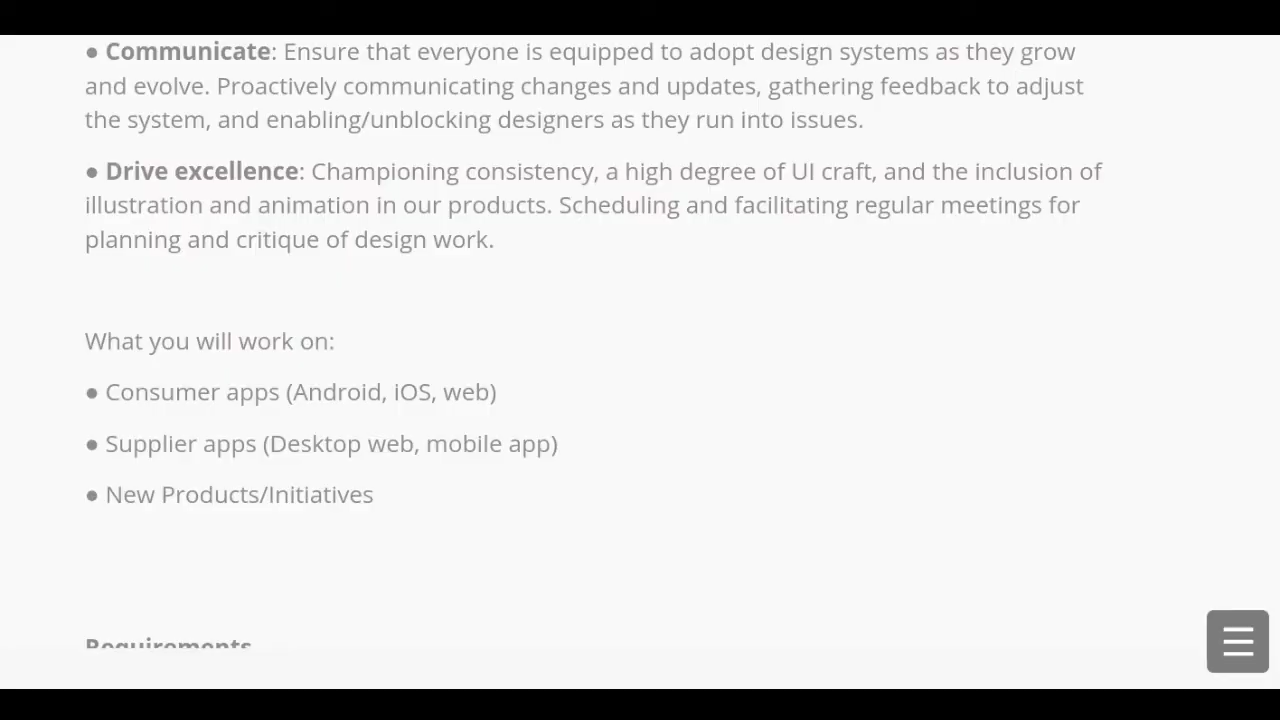 ● Communicate: Ensure that everyone is equipped to adopt design systems as they grow
and evolve. Proactively communicating changes and updates, gathering feedback to adjust
the system, and enabling/unblocking designers as they run into issues.
● Drive excellence: Championing consistency, a high degree of UI craft, and the inclusion of
illustration and animation in our products. Scheduling and facilitating regular meetings for
planning and critique of design work.
What you will work on:
● Consumer apps (Android, iOS, web)
● Supplier apps (Desktop web, mobile app)
● New Products/Initiatives
Requirements